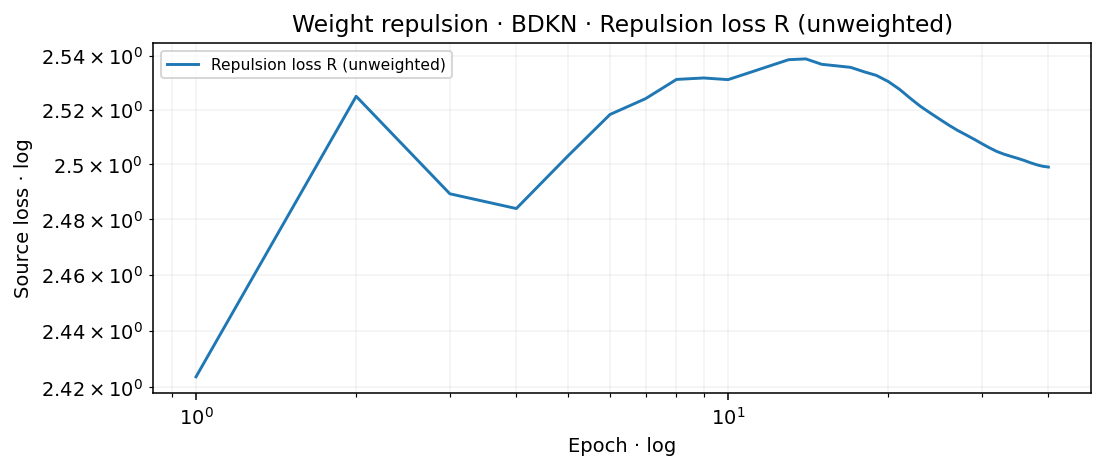 Weight repulsion · BDKN · Repulsion loss R (unweighted)
Repulsion loss R (unweighted)
Source loss · log
2.54 × 10⁰
2.52 × 10⁰
2.5 × 10⁰
2.48 × 10⁰
2.46 × 10⁰
2.44 × 10⁰
2.42 × 10⁰
10⁰ 10¹
Epoch · log